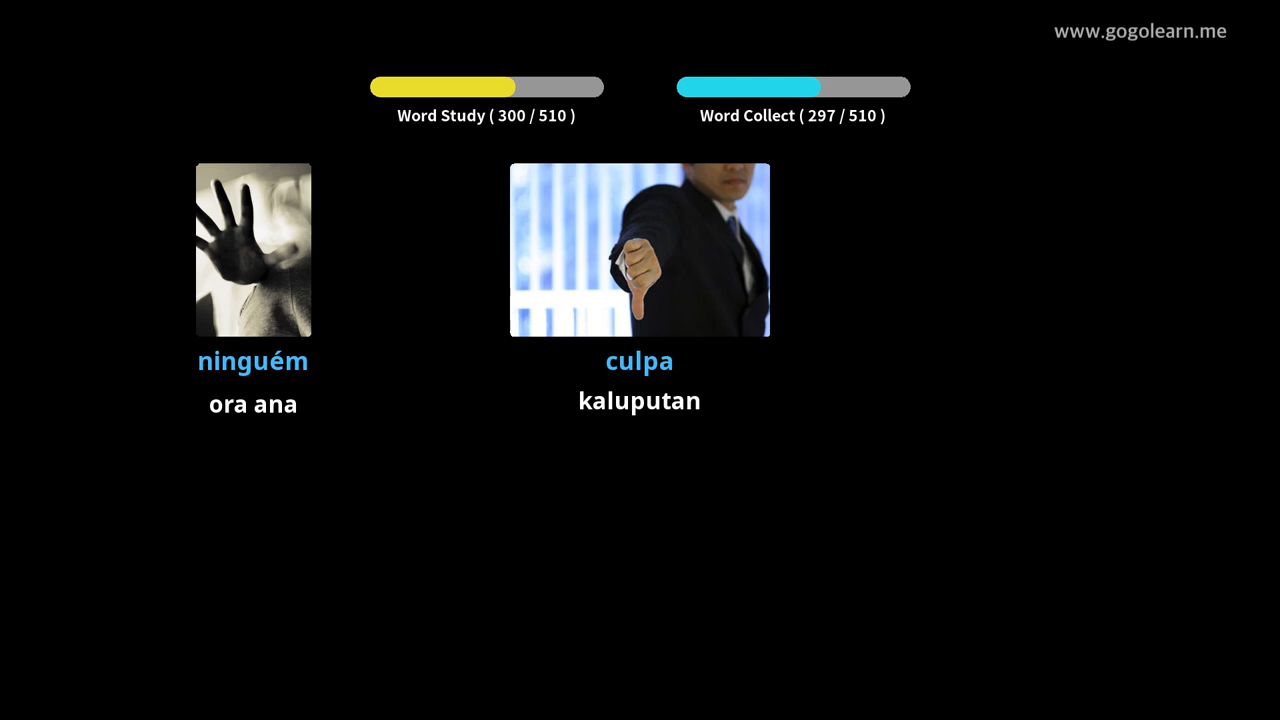 www.gogolearn.me
Word Study ( 300 / 510 )
Word Collect ( 297 / 510 )
ninguém
ora ana
culpa
kaluputan